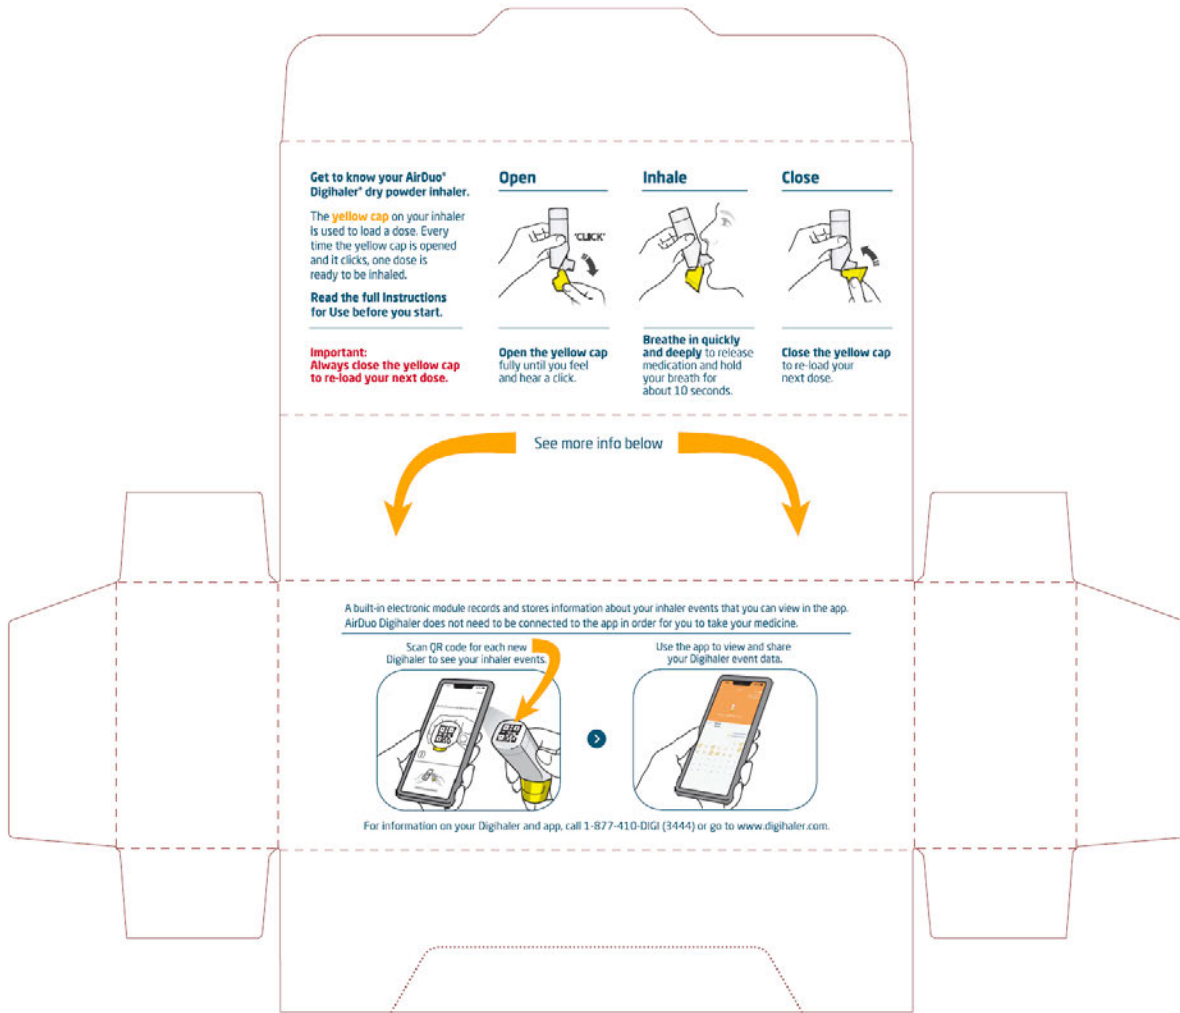 Get to know your AirDuo®
Digihaler® dry powder inhaler.
The yellow cap on your inhaler
is used to load a dose. Every
time the yellow cap is opened
and it clicks, one dose is
ready to be inhaled.
Read the full Instructions
for Use before you start.
Important:
Always close the yellow cap
to re-load your next dose.
Open
'CLICK'
Open the yellow cap
fully until you feel
and hear a click.
Inhale
Breathe in quickly
and deeply to release
medication and hold
your breath for
about 10 seconds.
Close
Close the yellow cap
to re-load your
next dose.
See more info below
A built-in electronic module records and stores information about your inhaler events that you can view in the app.
AirDuo Digihaler does not need to be connected to the app in order for you to take your medicine.
Scan QR code for each new
Digihaler to see your inhaler events.
Use the app to view and share
your Digihaler event data.
For information on your Digihaler and app, call 1-877-410-DIGI (3444) or go to www.digihaler.com.